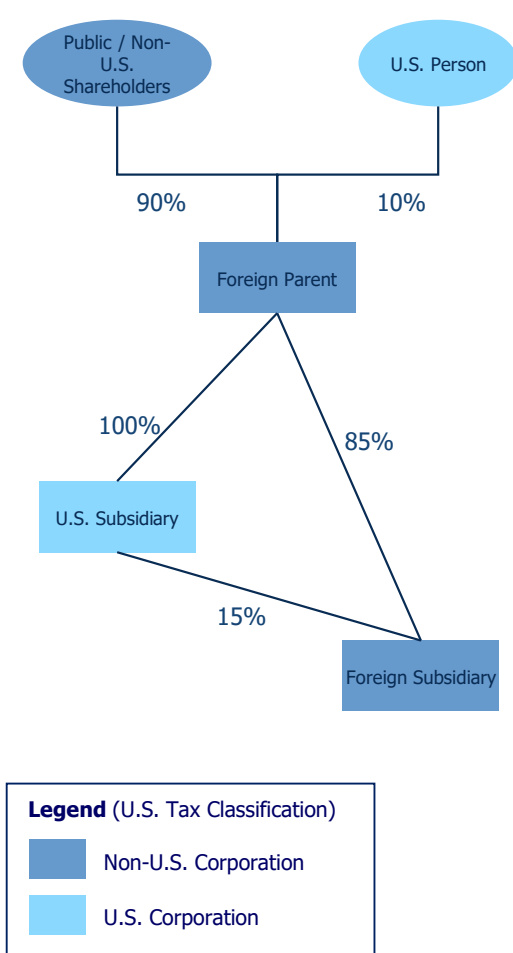 Public / Non-
U.S.
Shareholders
U.S. Person
90%
10%
Foreign Parent
100%
85%
U.S. Subsidiary
15%
Foreign Subsidiary
Legend (U.S. Tax Classification)
Non-U.S. Corporation
U.S. Corporation